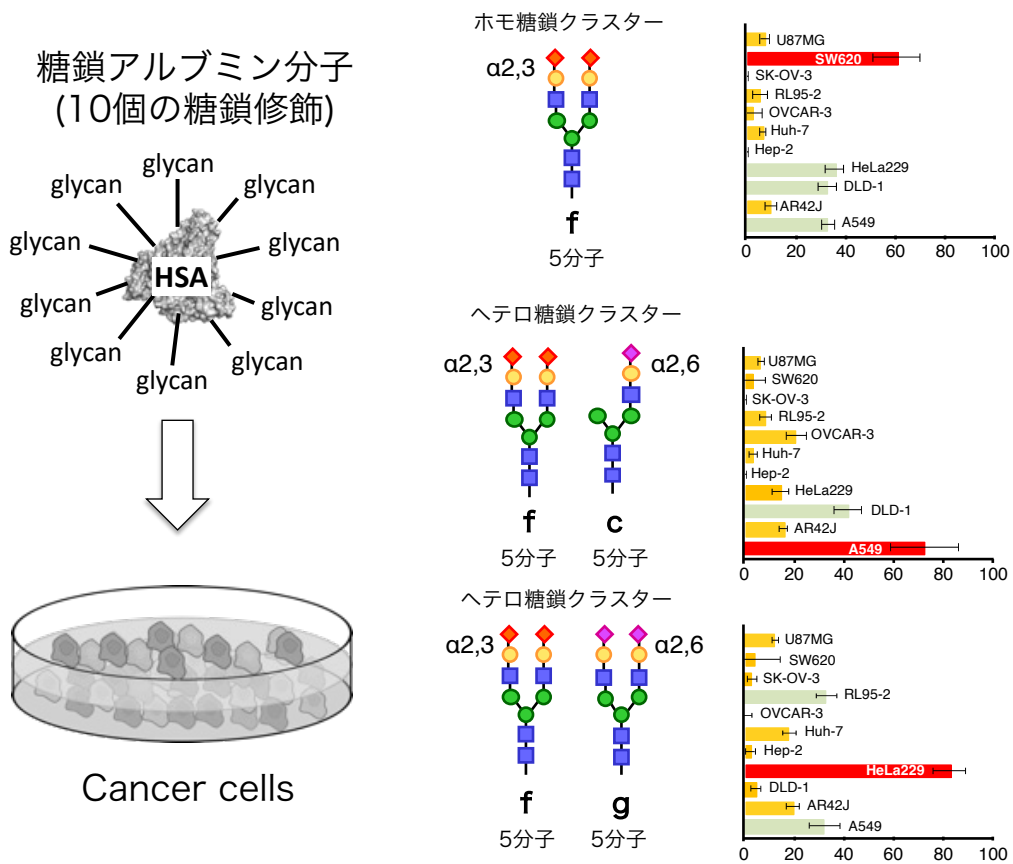 糖鎖アルブミン分子
(10個の糖鎖修飾)
glycan
glycan
glycan
glycan
glycan
glycan
glycan
glycan
glycan
glycan
HSA
Cancer cells
ホモ糖鎖クラスター
α2,3
f
5分子
U87MG
SW620
SK-OV-3
RL95-2
OVCAR-3
Huh-7
Hep-2
HeLa229
DLD-1
AR42J
A549
0 20 40 60 80 100
ヘテロ糖鎖クラスター
α2,3 α2,6
f c
5分子 5分子
U87MG
SW620
SK-OV-3
RL95-2
OVCAR-3
Huh-7
Hep-2
HeLa229
DLD-1
AR42J
A549
0 20 40 60 80 100
ヘテロ糖鎖クラスター
α2,3 α2,6
f g
5分子 5分子
U87MG
SW620
SK-OV-3
RL95-2
OVCAR-3
Huh-7
Hep-2
HeLa229
DLD-1
AR42J
A549
0 20 40 60 80 100